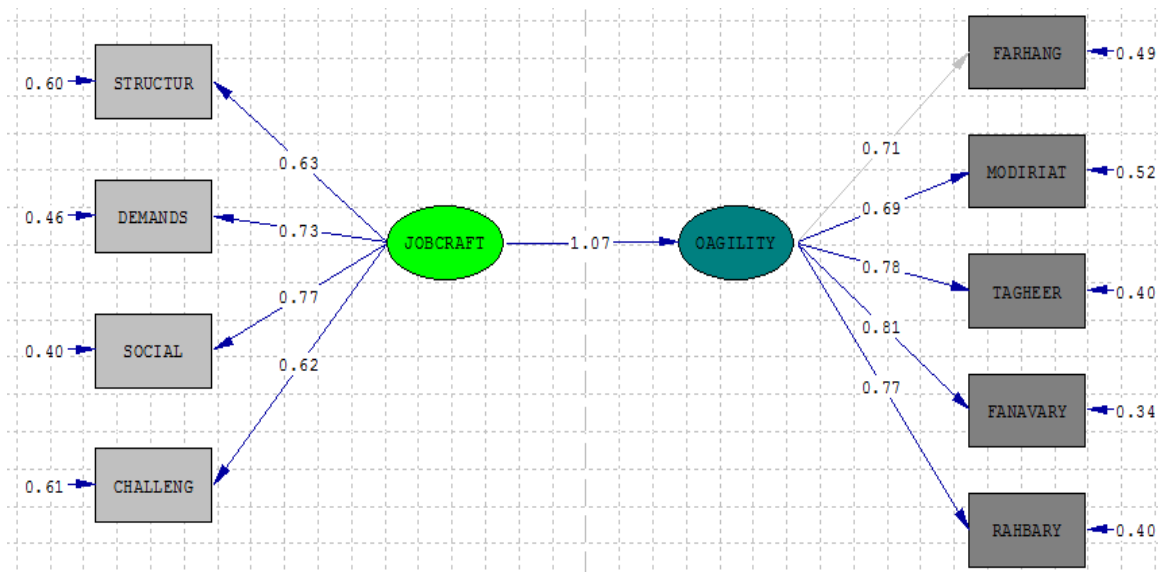 0.60
STRUCTUR
0.63
0.46
DEMANDS
0.73
0.77
0.40
SOCIAL
0.62
0.61
CHALLENG
JOBCRAFT
1.07
OAGILITY
0.71
FARHANG
0.49
0.69
MODIRIAT
0.52
0.78
TAGHEER
0.40
0.81
FANAVARY
0.34
0.77
RAHBARY
0.40